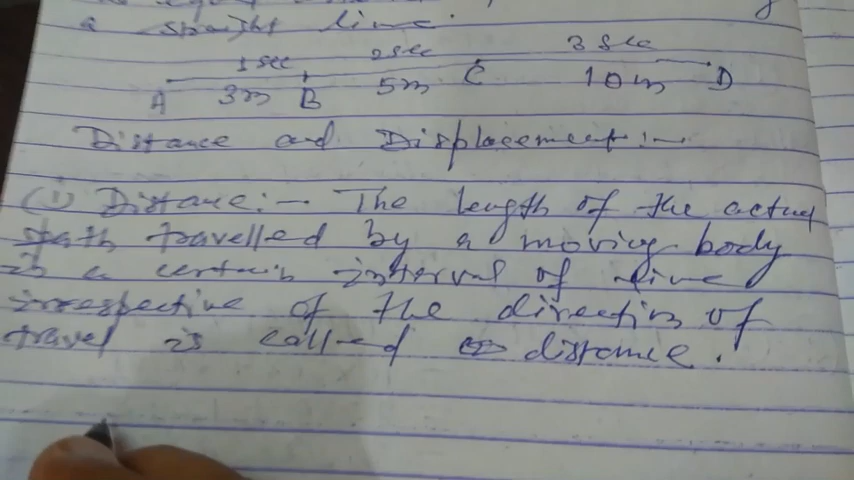 a straight line.
1 sec 2 sec 3 sec
A 3m B 5m C 10m D
Distance and Displacement :-
(i) Distance :- The length of the actual
path travelled by a moving body
in a certain interval of time
irrespective of the direction of
travel is called distance.